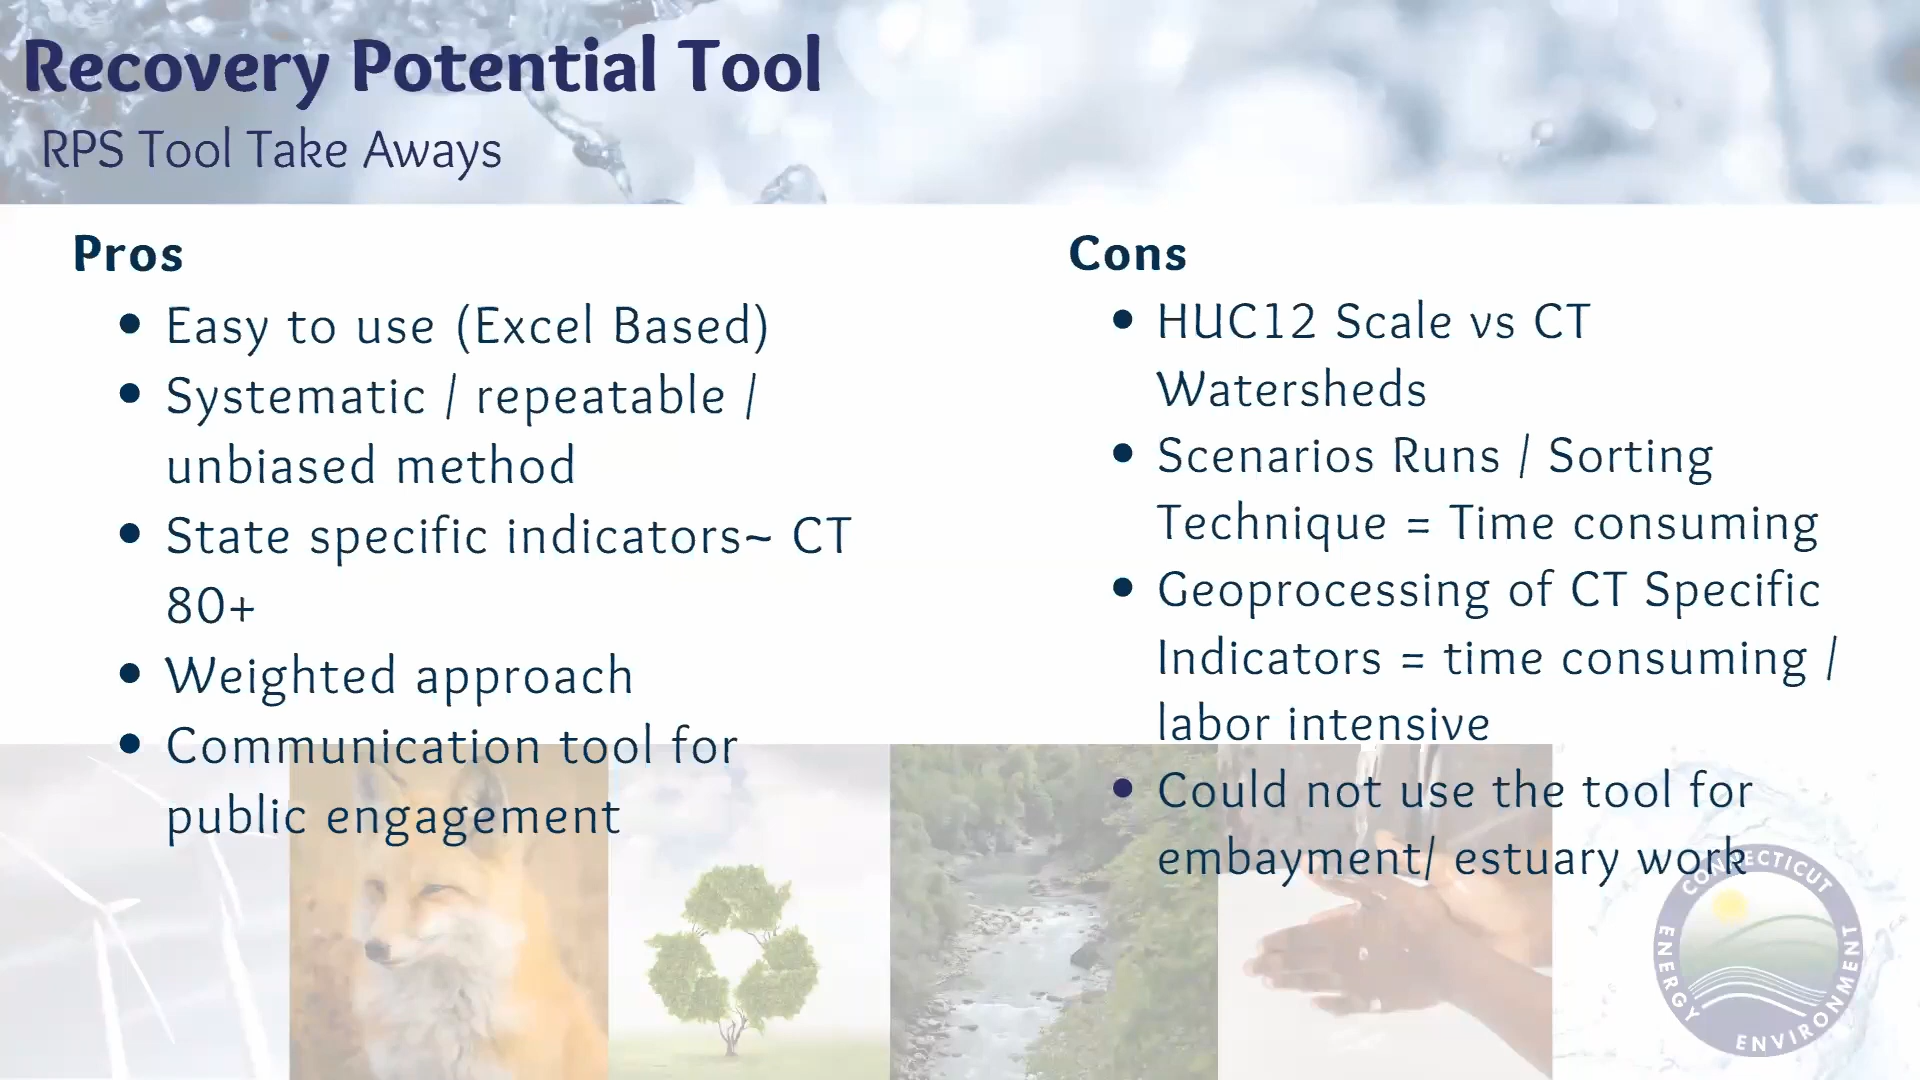 Recovery Potential Tool
RPS Tool Take Aways
Pros
• Easy to use (Excel Based)
• Systematic / repeatable /
unbiased method
• State specific indicators~ CT
80+
• Weighted approach
• Communication tool for
public engagement
Cons
• HUC12 Scale vs CT
Watersheds
• Scenarios Runs / Sorting
Technique = Time consuming
• Geoprocessing of CT Specific
Indicators = time consuming /
labor intensive
• Could not use the tool for
embayment/ estuary work
CONNECTICUT
ENERGY
ENVIRONMENT